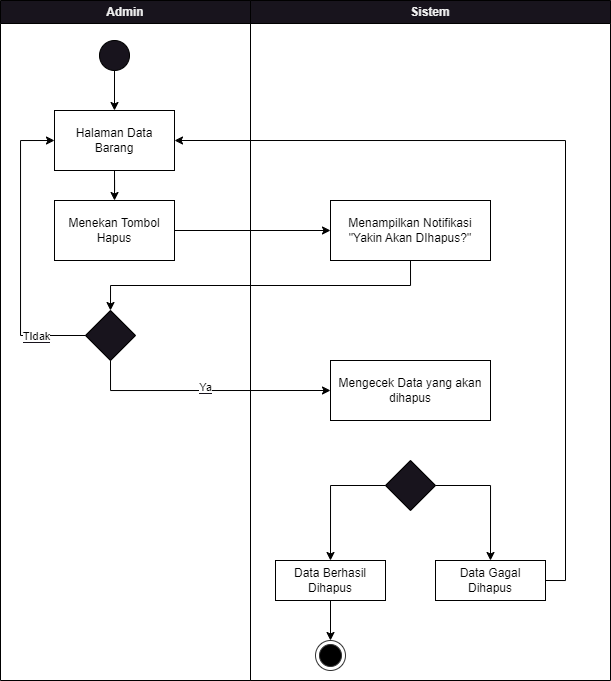 Admin
Sistem
Halaman Data
Barang
Menekan Tombol
Hapus
Menampilkan Notifikasi
"Yakin Akan DIhapus?"
TIdak
Ya
Mengecek Data yang akan
dihapus
Data Berhasil
Dihapus
Data Gagal
Dihapus